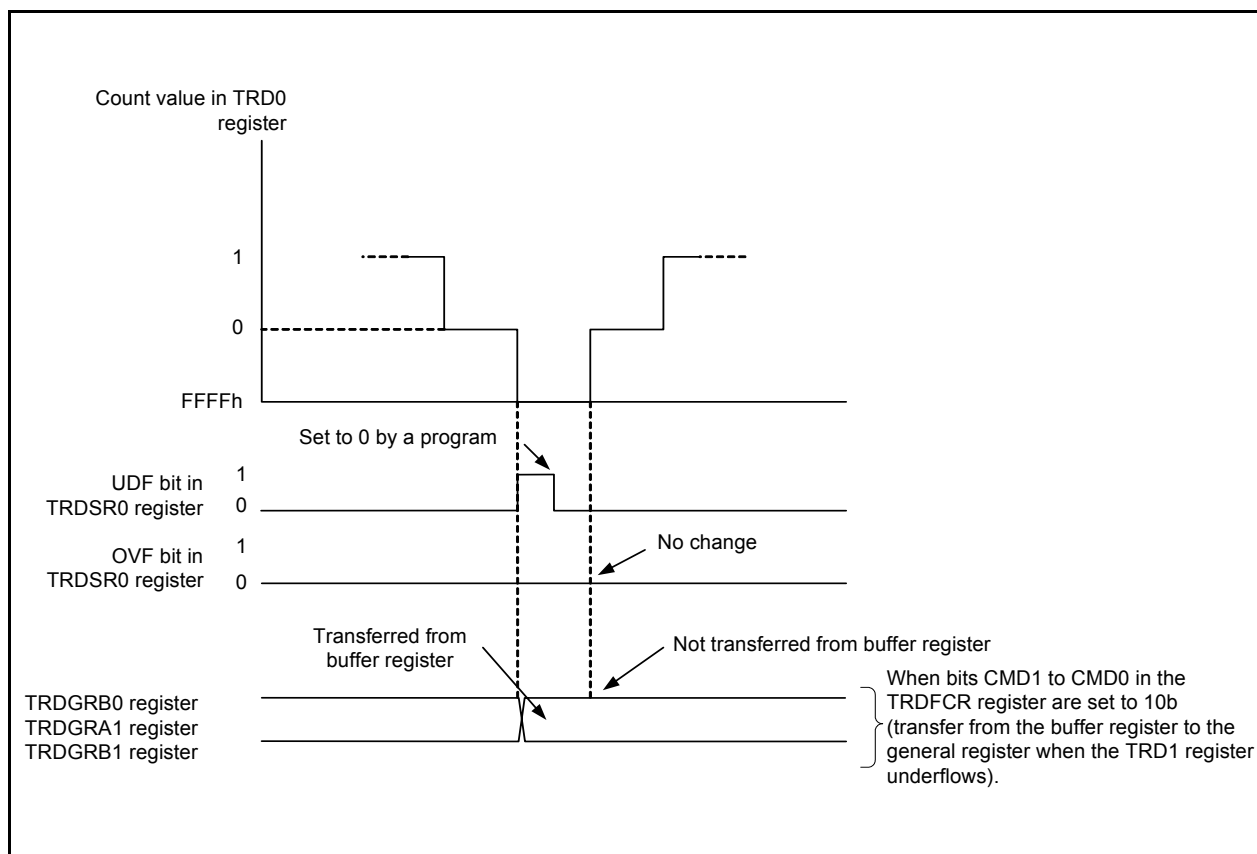 Count value in TRD0
register
1
0
FFFFh
Set to 0 by a program
UDF bit in
TRDSR0 register
1
0
No change
OVF bit in
TRDSR0 register
1
0
Transferred from
buffer register
Not transferred from buffer register
TRDGRB0 register
TRDGRA1 register
TRDGRB1 register
When bits CMD1 to CMD0 in the
TRDFCR register are set to 10b
(transfer from the buffer register to the
general register when the TRD1 register
underflows).